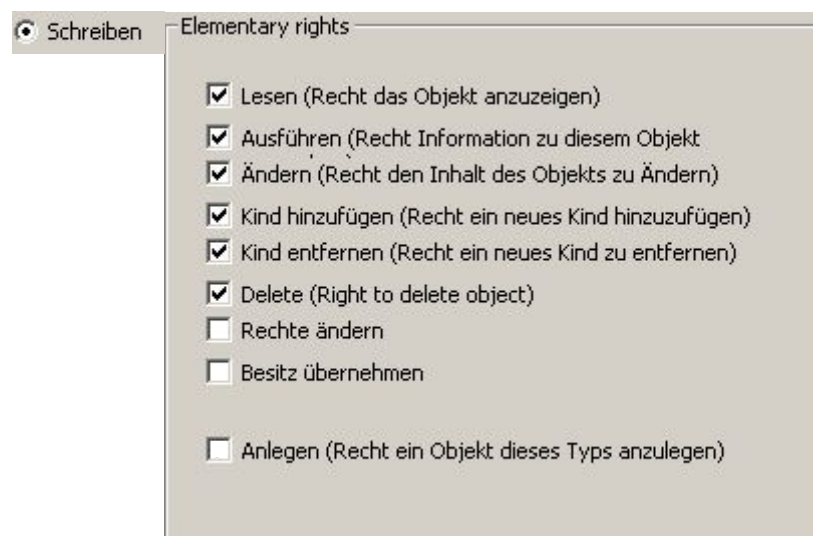 Schreiben
Elementary rights
Lesen (Recht das Objekt anzuzeigen)
Ausführen (Recht Information zu diesem Objekt
Ändern (Recht den Inhalt des Objekts zu Ändern)
Kind hinzufügen (Recht ein neues Kind hinzuzufügen)
Kind entfernen (Recht ein neues Kind zu entfernen)
Delete (Right to delete object)
Rechte ändern
Besitz übernehmen
Anlegen (Recht ein Objekt dieses Typs anzulegen)